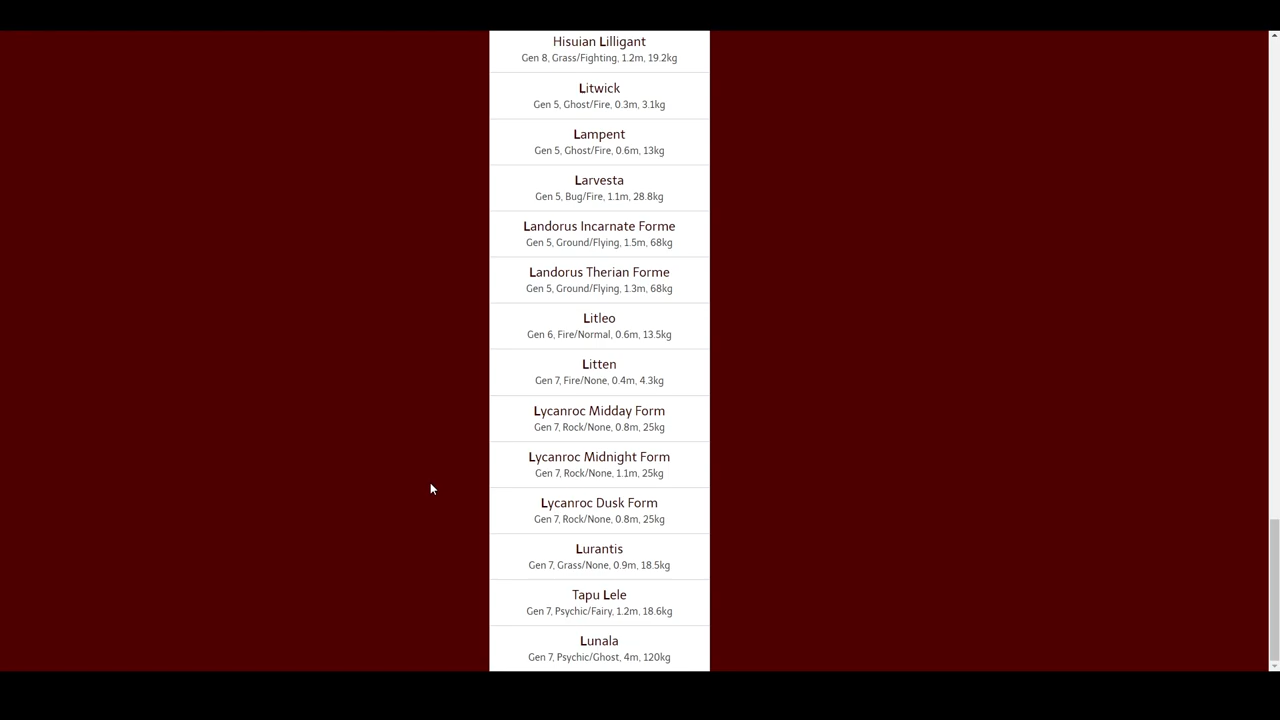 Hisuian Lilligant
Gen 8, Grass/Fighting, 1.2m, 19.2kg
Litwick
Gen 5, Ghost/Fire, 0.3m, 3.1kg
Lampent
Gen 5, Ghost/Fire, 0.6m, 13kg
Larvesta
Gen 5, Bug/Fire, 1.1m, 28.8kg
Landorus Incarnate Forme
Gen 5, Ground/Flying, 1.5m, 68kg
Landorus Therian Forme
Gen 5, Ground/Flying, 1.3m, 68kg
Litleo
Gen 6, Fire/Normal, 0.6m, 13.5kg
Litten
Gen 7, Fire/None, 0.4m, 4.3kg
Lycanroc Midday Form
Gen 7, Rock/None, 0.8m, 25kg
Lycanroc Midnight Form
Gen 7, Rock/None, 1.1m, 25kg
Lycanroc Dusk Form
Gen 7, Rock/None, 0.8m, 25kg
Lurantis
Gen 7, Grass/None, 0.9m, 18.5kg
Tapu Lele
Gen 7, Psychic/Fairy, 1.2m, 18.6kg
Lunala
Gen 7, Psychic/Ghost, 4m, 120kg